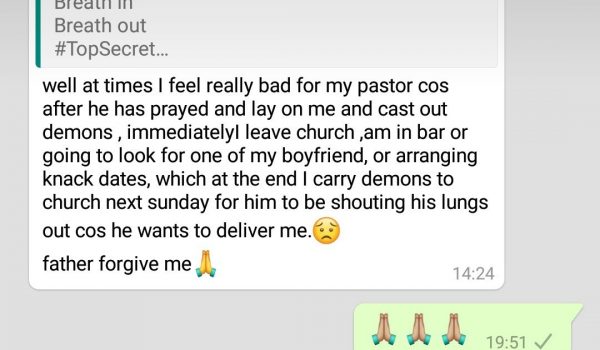 Breath in
Breath out
#TopSecret...
well at times I feel really bad for my pastor cos
after he has prayed and lay on me and cast out
demons , immediatelyI leave church ,am in bar or
going to look for one of my boyfriend, or arranging
knack dates, which at the end I carry demons to
church next sunday for him to be shouting his lungs
out cos he wants to deliver me.😟
father forgive me🙏
14:24
🙏🏽🙏🏽🙏🏽 19:51 ✓